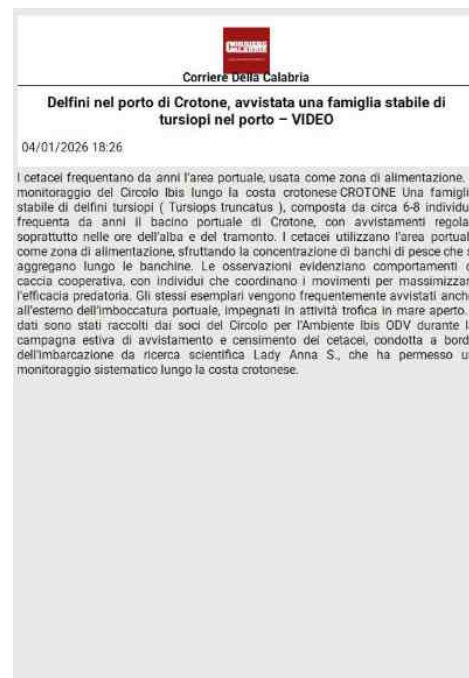 CORRIERE
CALABRIA
Corriere Della Calabria
Delfini nel porto di Crotone, avvistata una famiglia stabile di
tursiopi nel porto – VIDEO
04/01/2026 18:26
I cetacei frequentano da anni l'area portuale, usata come zona di alimentazione.
monitoraggio del Circolo Ibis lungo la costa crotonese CROTONE Una famigli
stabile di delfini tursiopi ( Tursiops truncatus ), composta da circa 6-8 individu
frequenta da anni il bacino portuale di Crotone, con avvistamenti regola
soprattutto nelle ore dell'alba e del tramonto. I cetacei utilizzano l'area portual
come zona di alimentazione, sfruttando la concentrazione di banchi di pesce che s
aggregano lungo le banchine. Le osservazioni evidenziano comportamenti d
caccia cooperativa, con individui che coordinano i movimenti per massimizzar
l'efficacia predatoria. Gli stessi esemplari vengono frequentemente avvistati anch
all'esterno dell'imboccatura portuale, impegnati in attività trofica in mare aperto.
dati sono stati raccolti dai soci del Circolo per l'Ambiente Ibis ODV durante l
campagna estiva di avvistamento e censimento dei cetacei, condotta a bord
dell'imbarcazione da ricerca scientifica Lady Anna S., che ha permesso u
monitoraggio sistematico lungo la costa crotonese.